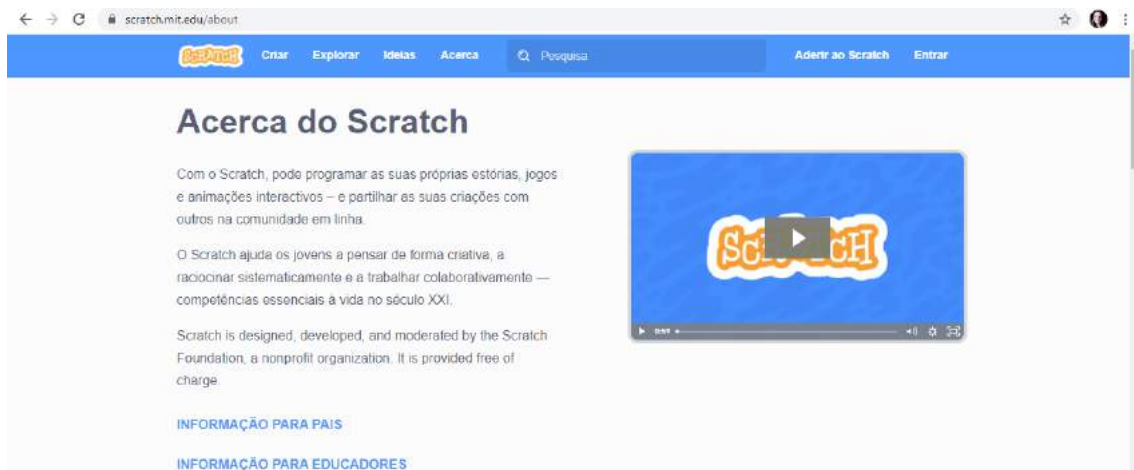 scratch.mit.edu/about
SCRATCH Criar Explorar Ideias Acerca Pesquisa Aderir ao Scratch Entrar
Acerca do Scratch
Com o Scratch, pode programar as suas próprias estórias, jogos
e animações interactivos – e partilhar as suas criações com
outros na comunidade em linha.
O Scratch ajuda os jovens a pensar de forma criativa, a
raciocinar sistematicamente e a trabalhar colaborativamente —
competências essenciais à vida no século XXI.
Scratch is designed, developed, and moderated by the Scratch
Foundation, a nonprofit organization. It is provided free of
charge.
SCRATCH
INFORMAÇÃO PARA PAIS
INFORMAÇÃO PARA EDUCADORES